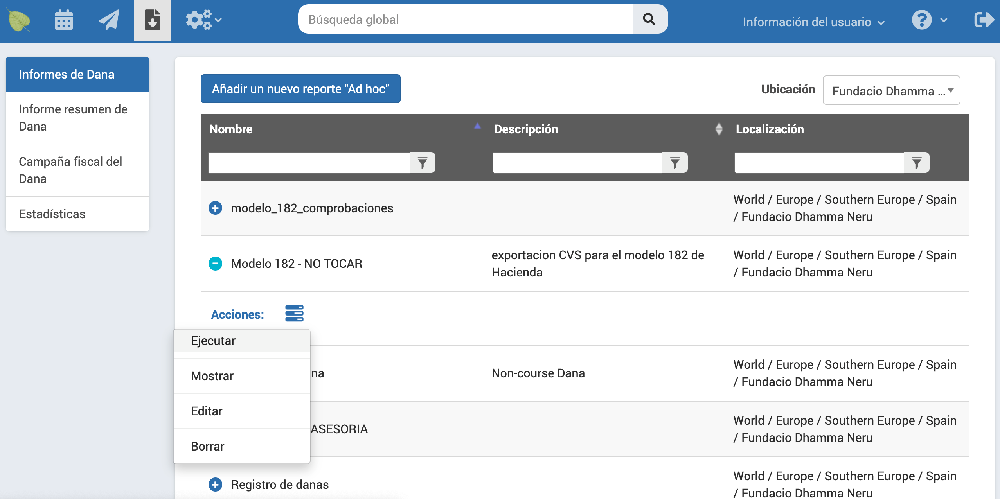 Búsqueda global
Información del usuario
Informes de Dana
Informe resumen de
Dana
Campaña fiscal del
Dana
Estadísticas
Añadir un nuevo reporte "Ad hoc"
Ubicación
Fundacio Dhamma ...
Nombre
Descripción
Localización
modelo_182_comprobaciones
World / Europe / Southern Europe / Spain
/ Fundacio Dhamma Neru
Modelo 182 - NO TOCAR
exportacion CVS para el modelo 182 de
Hacienda
World / Europe / Southern Europe / Spain
/ Fundacio Dhamma Neru
Acciones:
Ejecutar
Mostrar
Editar
Borrar
Non-course Dana
World / Europe / Southern Europe / Spain
/ Fundacio Dhamma Neru
ASESORIA
World / Europe / Southern Europe / Spain
/ Fundacio Dhamma Neru
Registro de danas
World / Europe / Southern Europe / Spain
/ Fundacio Dhamma Neru